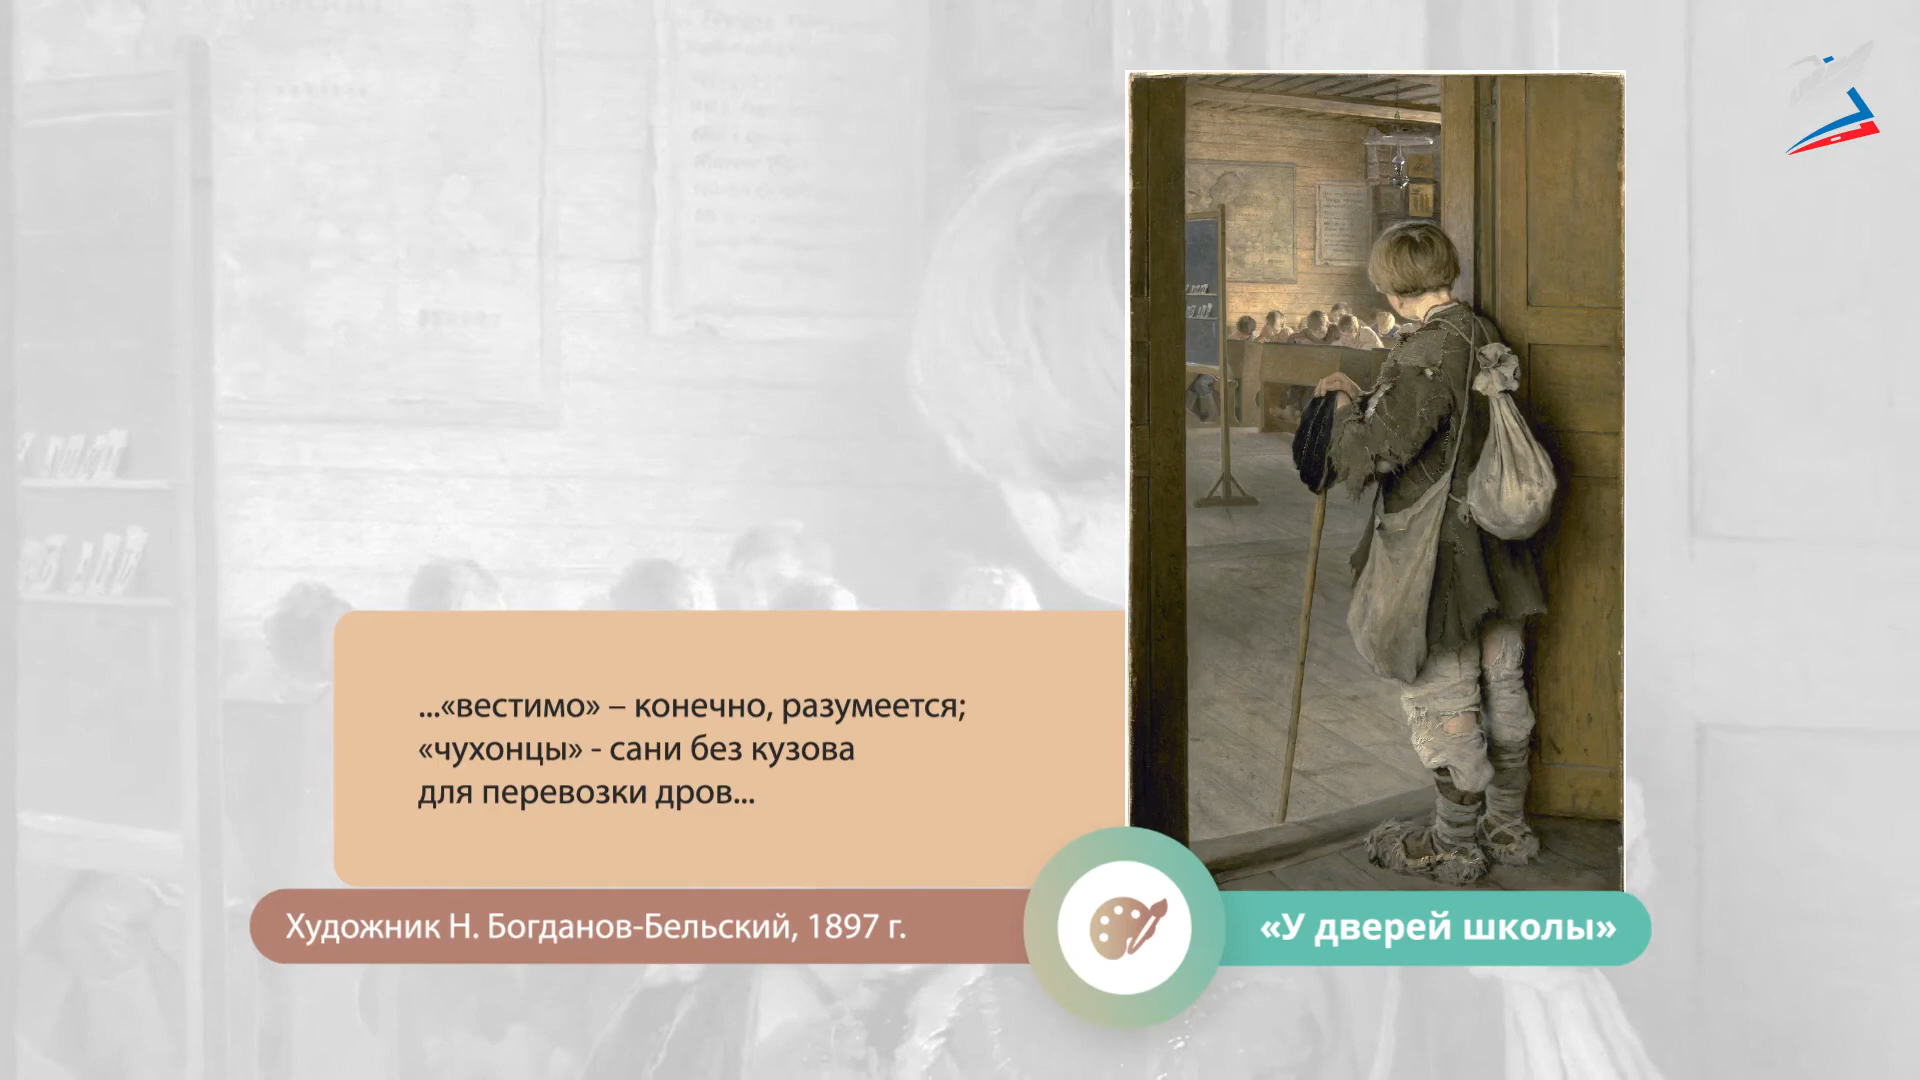 ...«вестимо» – конечно, разумеется;
«чухонцы» - сани без кузова
для перевозки дров...
Художник Н. Богданов-Бельский, 1897 г.
«У дверей школы»